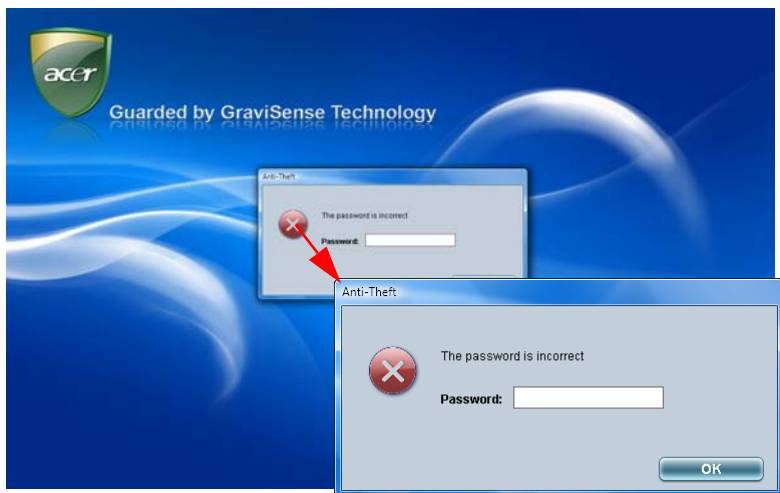 acer
Guarded by GraviSense Technology
Anti-Theft
The password is incorrect
Password:
Anti-Theft
The password is incorrect
Password:
OK